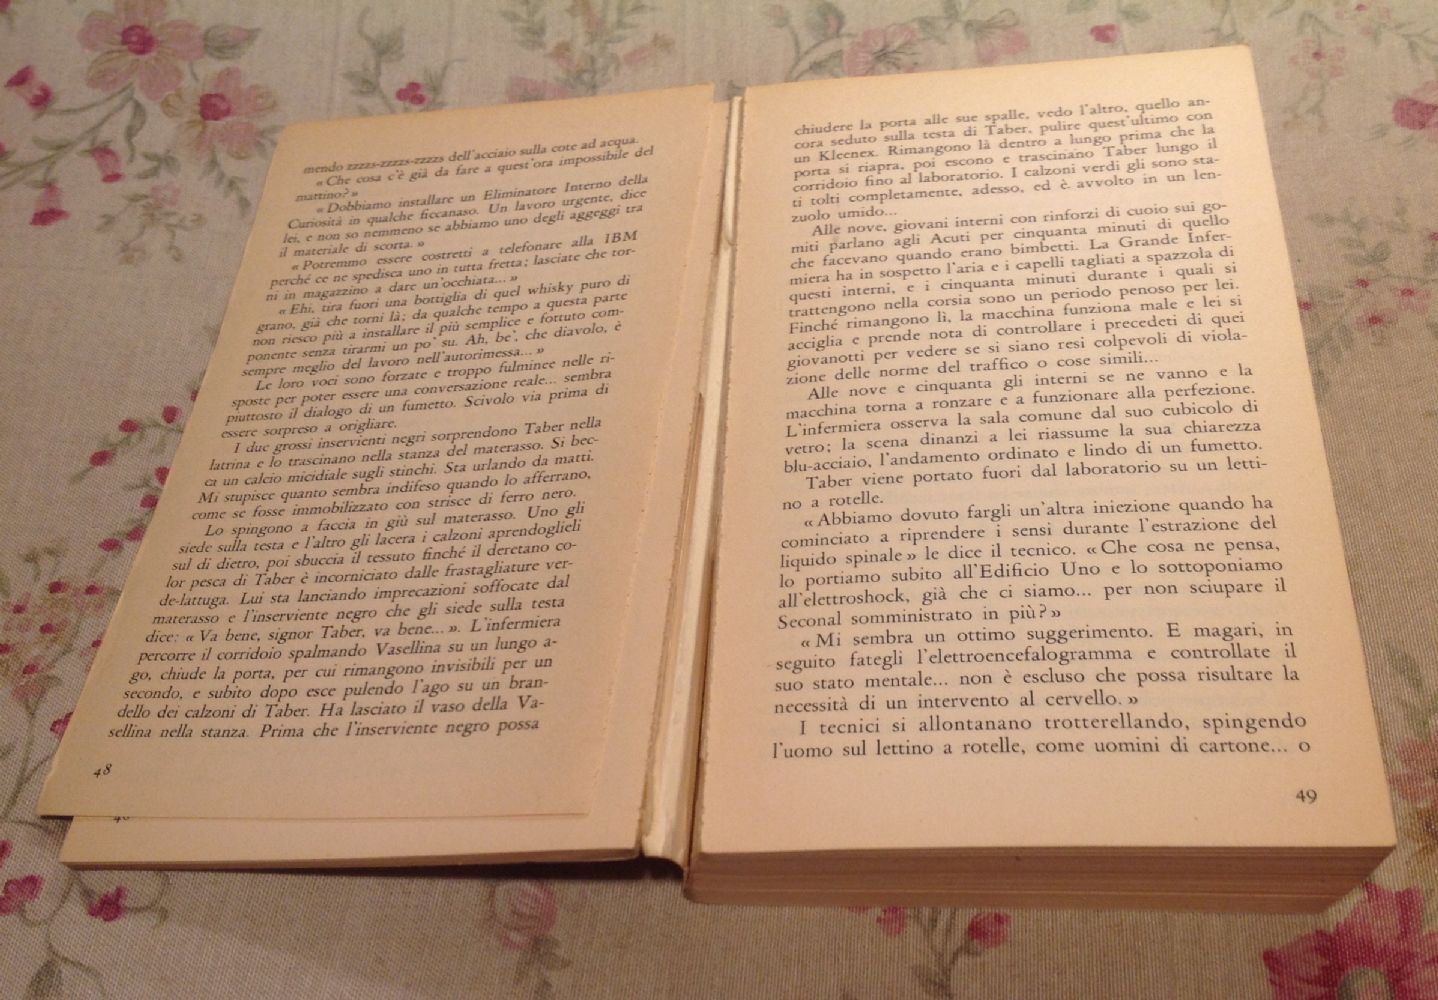 mendo zzzzs-zzzzs-zzzzs dell'acciaio sulla cote ad acqua.
« Che cosa c'è già da fare a quest'ora impossibile del
mattino? »
« Dobbiamo installare un Eliminatore Interno della
Curiosità in qualche ficcanaso. Un lavoro urgente, dice
lei, e non so nemmeno se abbiamo uno degli aggeggi tra
il materiale di scorta. »
« Potremmo essere costretti a telefonare alla IBM
perché ce ne spedisca uno in tutta fretta; lasciate che tor-
ni in magazzino a dare un'occhiata... »
« Ehi, tira fuori una bottiglia di quel whisky puro di
grano, già che torni là; da qualche tempo a questa parte
non riesco più a installare il più semplice e fottuto com-
ponente senza tirarmi un po' su. Ah, be', che diavolo, è
sempre meglio del lavoro nell'autorimessa... »
Le loro voci sono forzate e troppo fulminee nelle ri-
sposte per poter essere una conversazione reale... sembra
piuttosto il dialogo di un fumetto. Scivolo via prima di
essere sorpreso a origliare.
I due grossi inservienti negri sorprendono Taber nella
latrina e lo trascinano nella stanza del materasso. Si bec-
ca un calcio micidiale sugli stinchi. Sta urlando da matti.
Mi stupisce quanto sembra indifeso quando lo afferrano,
come se fosse immobilizzato con strisce di ferro nero.
Lo spingono a faccia in giù sul materasso. Uno gli
siede sulla testa e l'altro gli lacera i calzoni aprendoglieli
sul di dietro, poi sbuccia il tessuto finché il deretano co-
lor pesca di Taber è incorniciato dalle frastagliature ver-
de-lattuga. Lui sta lanciando imprecazioni soffocate dal
materasso e l'inserviente negro che gli siede sulla testa
dice: « Va bene, signor Taber, va bene... ». L'infermiera
percorre il corridoio spalmando Vasellina su un lungo a-
go, chiude la porta, per cui rimangono invisibili per un
secondo, e subito dopo esce pulendo l'ago su un bran-
dello dei calzoni di Taber. Ha lasciato il vaso della Va-
sellina nella stanza. Prima che l'inserviente negro possa
48
chiudere la porta alle sue spalle, vedo l'altro, quello an-
cora seduto sulla testa di Taber, pulire quest'ultimo con
un Kleenex. Rimangono là dentro a lungo prima che la
porta si riapra, poi escono e trascinano Taber lungo il
corridoio fino al laboratorio. I calzoni verdi gli sono sta-
ti tolti completamente, adesso, ed è avvolto in un len-
zuolo umido...
Alle nove, giovani interni con rinforzi di cuoio sui go-
miti parlano agli Acuti per cinquanta minuti di quello
che facevano quando erano bimbetti. La Grande Infer-
miera ha in sospetto l'aria e i capelli tagliati a spazzola di
questi interni, e i cinquanta minuti durante i quali si
trattengono nella corsia sono un periodo penoso per lei.
Finché rimangono lì, la macchina funziona male e lei si
acciglia e prende nota di controllare i precedeti di quei
giovanotti per vedere se si siano resi colpevoli di viola-
zione delle norme del traffico o cose simili...
Alle nove e cinquanta gli interni se ne vanno e la
macchina torna a ronzare e a funzionare alla perfezione.
L'infermiera osserva la sala comune dal suo cubicolo di
vetro; la scena dinanzi a lei riassume la sua chiarezza
blu-acciaio, l'andamento ordinato e lindo di un fumetto.
Taber viene portato fuori dal laboratorio su un letti-
no a rotelle.
« Abbiamo dovuto fargli un'altra iniezione quando ha
cominciato a riprendere i sensi durante l'estrazione del
liquido spinale » le dice il tecnico. « Che cosa ne pensa,
lo portiamo subito all'Edificio Uno e lo sottoponiamo
all'elettroshock, già che ci siamo... per non sciupare il
Seconal somministrato in più? »
« Mi sembra un ottimo suggerimento. E magari, in
seguito fategli l'elettroencefalogramma e controllate il
suo stato mentale... non è escluso che possa risultare la
necessità di un intervento al cervello. »
I tecnici si allontanano trotterellando, spingendo
l'uomo sul lettino a rotelle, come uomini di cartone... o
49